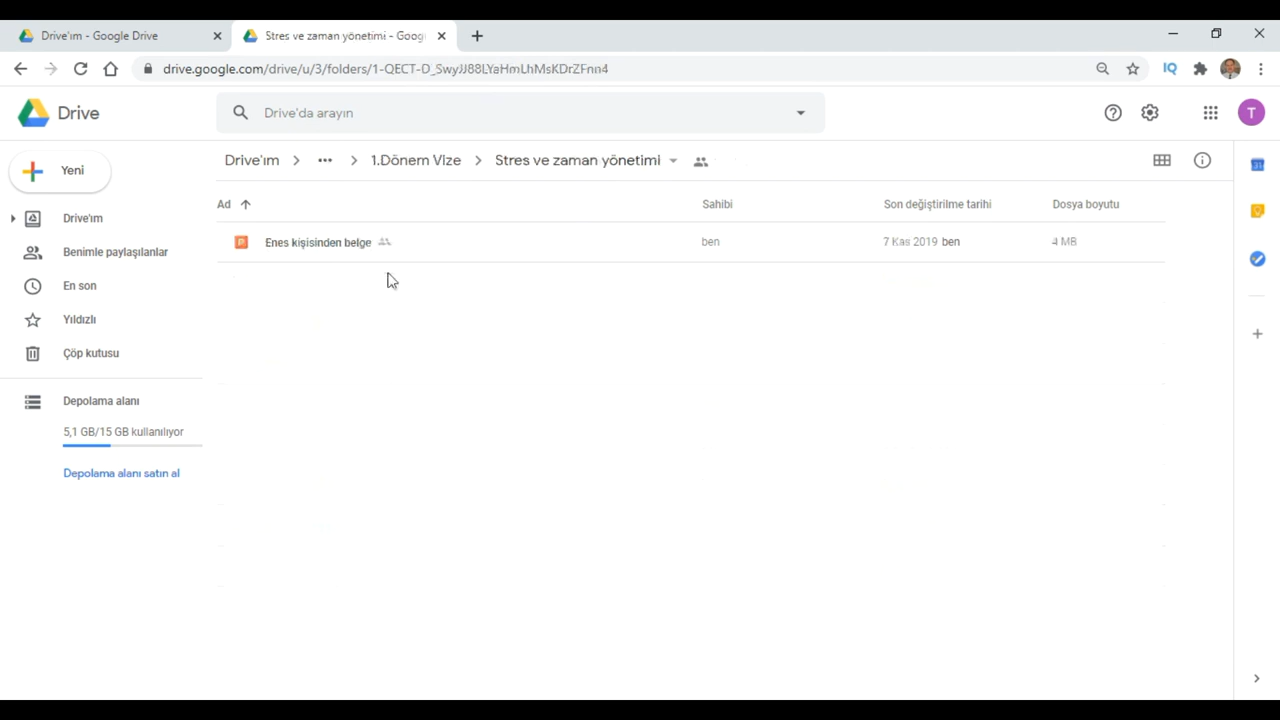 Drive'ım - Google Drive
Stres ve zaman yönetimi - Goog
drive.google.com/drive/u/3/folders/1-QECT-D_SwyJJ88LYaHmLhMsKDrZFnn4
IQ
Drive
Drive'da arayın
T
Yeni
Drive'ım
1.Dönem Vize
Stres ve zaman yönetimi
Ad
Sahibi
Son değiştirilme tarihi
Dosya boyutu
Enes kişisinden belge
ben
7 Kas 2019 ben
4 MB
Drive'ım
Benimle paylaşılanlar
En son
Yıldızlı
Çöp kutusu
Depolama alanı
5,1 GB/15 GB kullanılıyor
Depolama alanı satın al